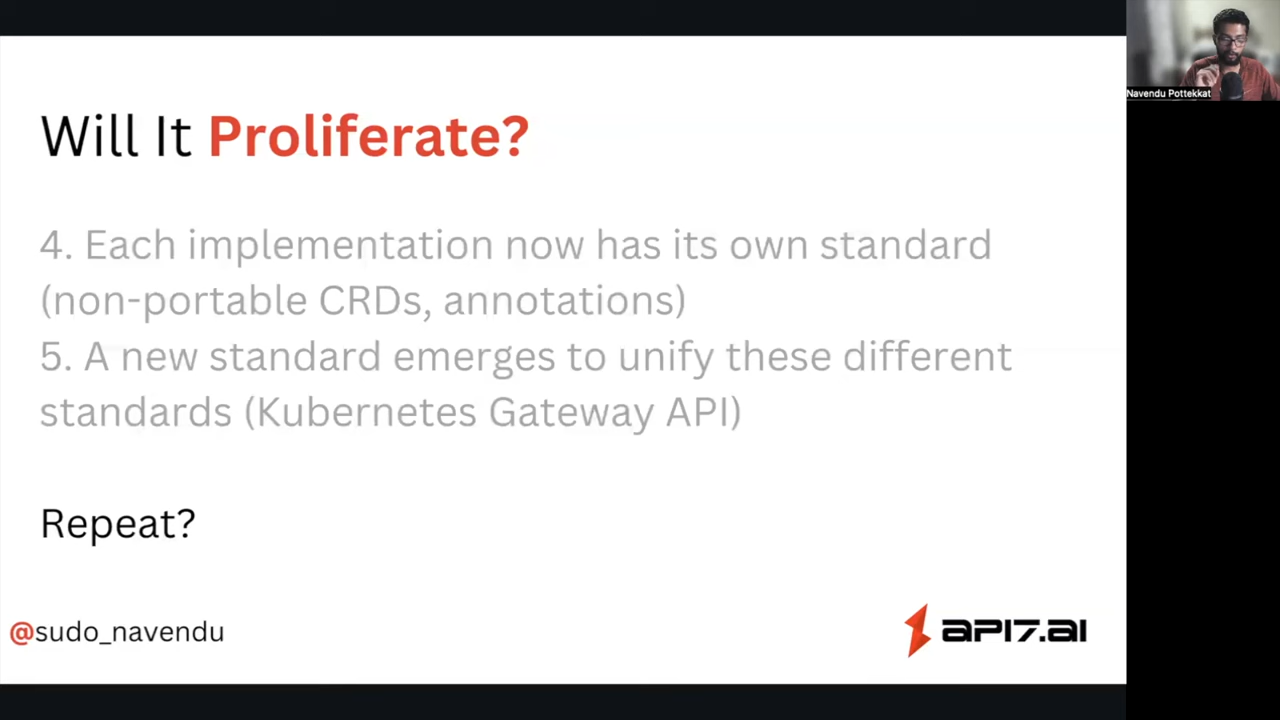 Will It Proliferate?
4. Each implementation now has its own standard
(non-portable CRDs, annotations)
5. A new standard emerges to unify these different
standards (Kubernetes Gateway API)
Repeat?
@sudo_navendu
API7.AI
Navendu Pottekkat